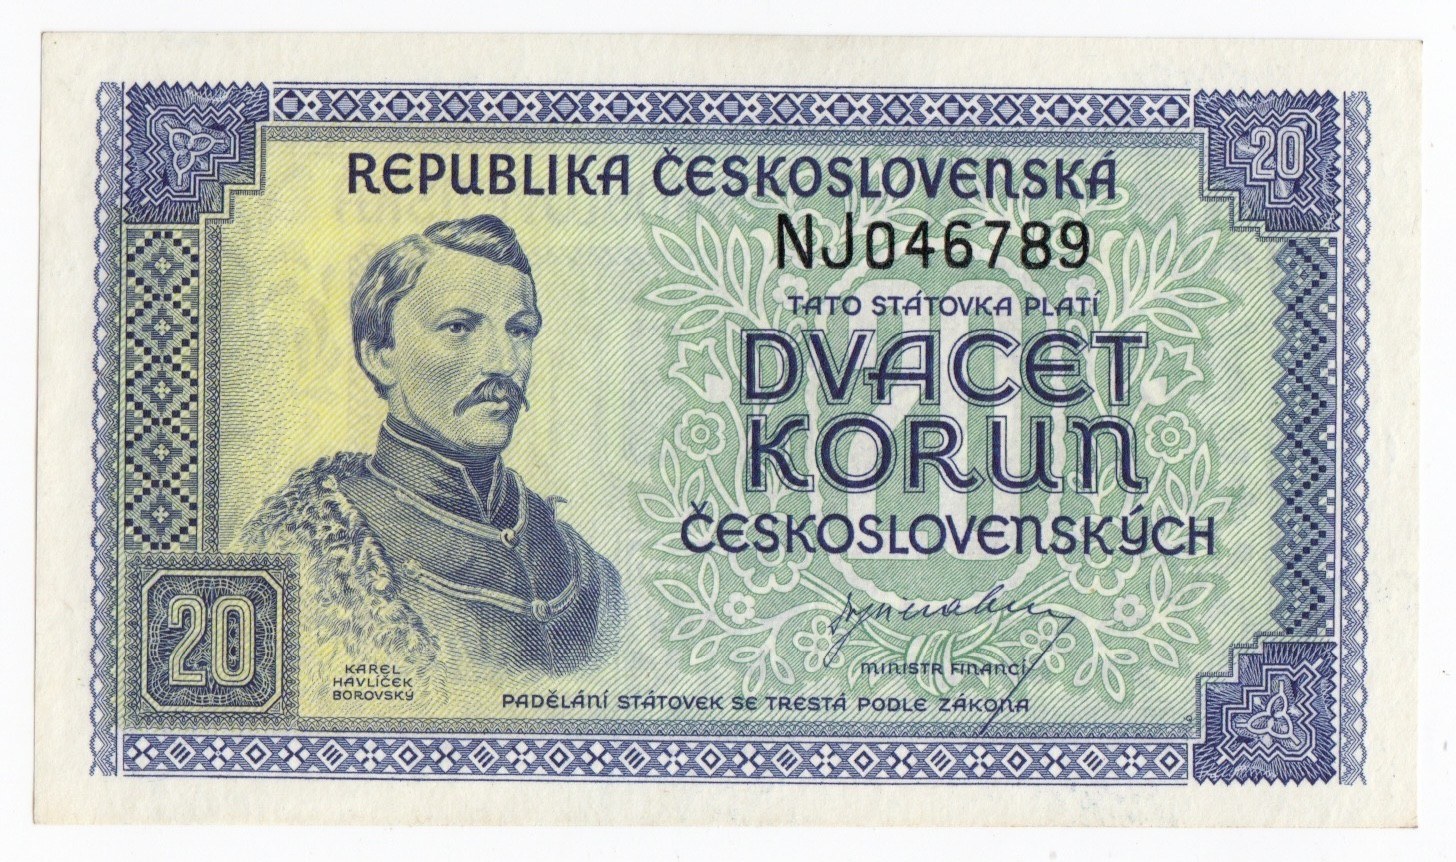 REPUBLIKA ČESKOSLOVENSKÁ
20
NJ046789
TATO STÁTOVKA PLATÍ
DVACET
KORUN
20
ČESKOSLOVENSKÝCH
MINISTR FINANCÍ
20
KAREL
HAVLÍČEK
BOROVSKÝ
PADĚLÁNÍ STÁTOVEK SE TRESTÁ PODLE ZÁKONA